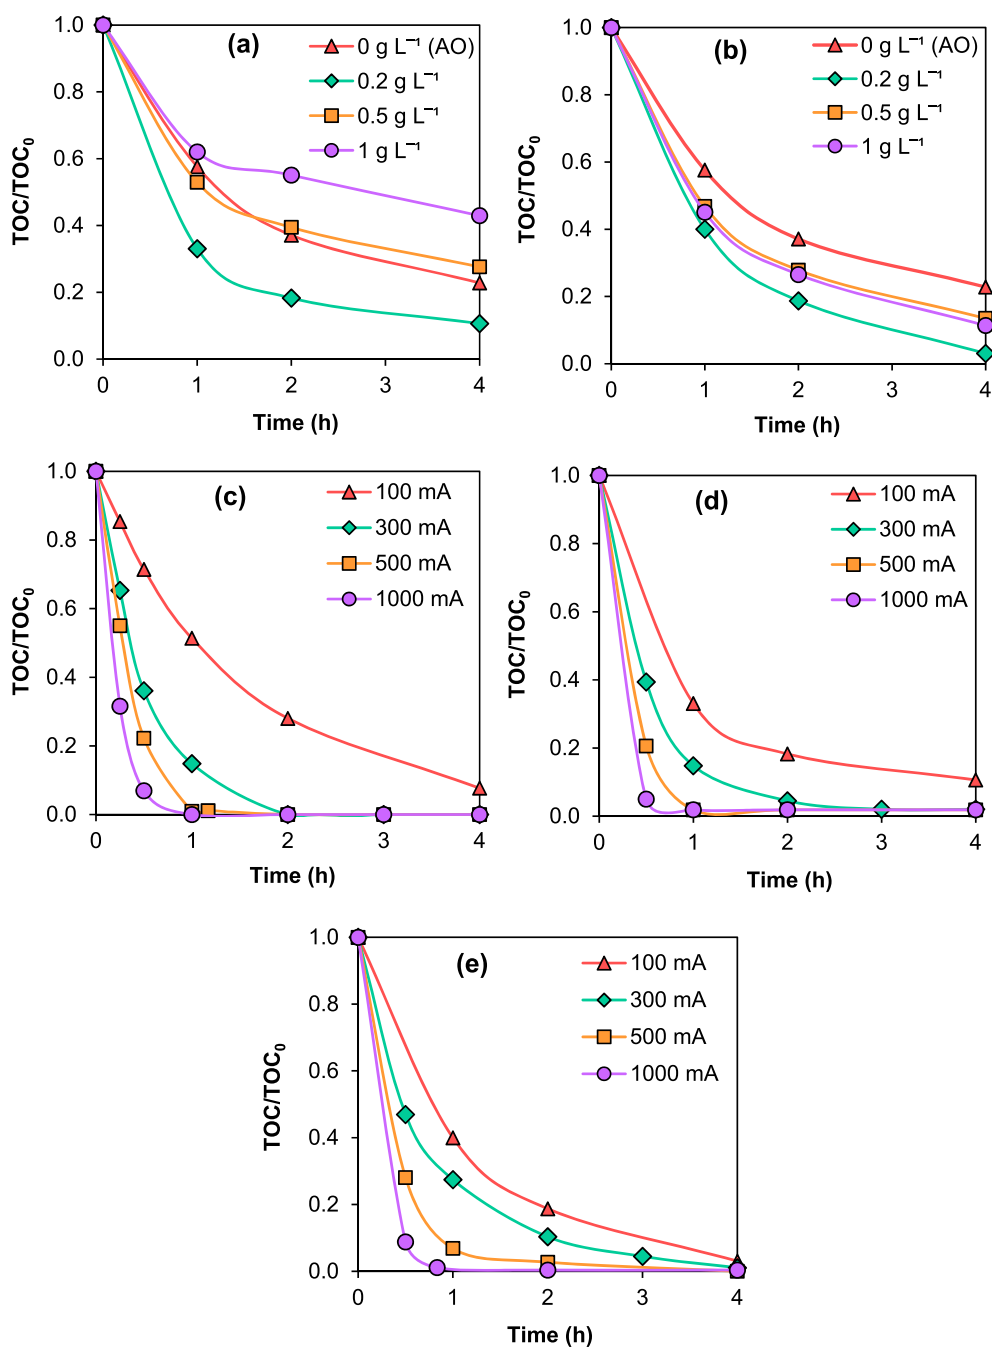 (a)
0 g L⁻¹ (AO)
0.2 g L⁻¹
0.5 g L⁻¹
1 g L⁻¹
TOC/TOC₀
1.0
0.8
0.6
0.4
0.2
0.0
0 1 2 3 4
Time (h)
(b)
0 g L⁻¹ (AO)
0.2 g L⁻¹
0.5 g L⁻¹
1 g L⁻¹
TOC/TOC₀
1.0
0.8
0.6
0.4
0.2
0.0
0 1 2 3 4
Time (h)
(c)
100 mA
300 mA
500 mA
1000 mA
TOC/TOC₀
1.0
0.8
0.6
0.4
0.2
0.0
0 1 2 3 4
Time (h)
(d)
100 mA
300 mA
500 mA
1000 mA
TOC/TOC₀
1.0
0.8
0.6
0.4
0.2
0.0
0 1 2 3 4
Time (h)
(e)
100 mA
300 mA
500 mA
1000 mA
TOC/TOC₀
1.0
0.8
0.6
0.4
0.2
0.0
0 1 2 3 4
Time (h)